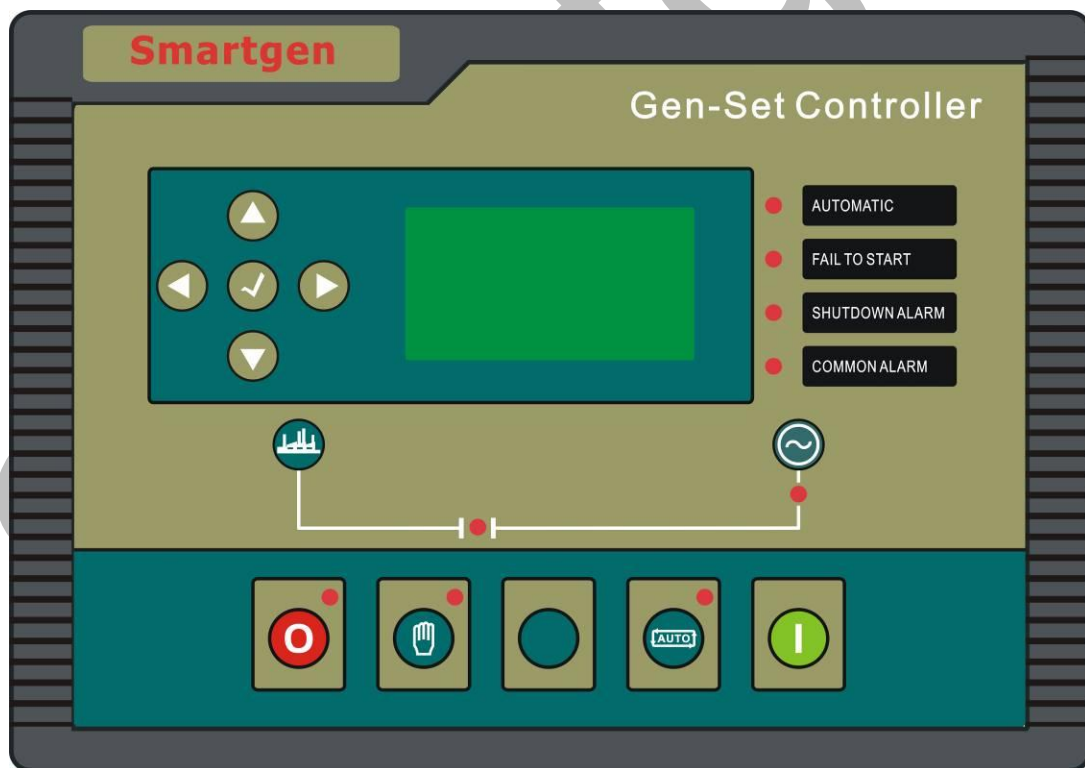 Smartgen
Gen-Set Controller
AUTOMATIC
FAIL TO START
SHUTDOWN ALARM
COMMON ALARM
O
AUTO
I